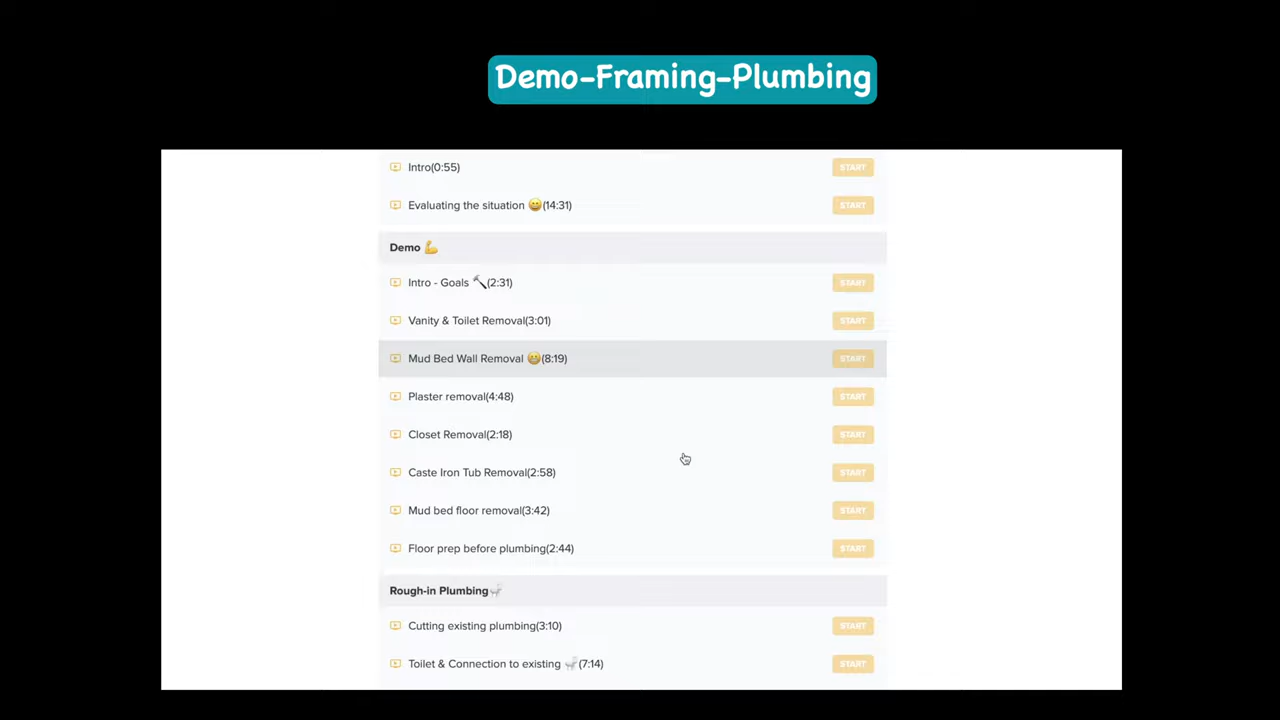 Demo-Framing-Plumbing
Intro(0:55) START
Evaluating the situation 😀(14:31) START
Demo 💪
Intro - Goals 🔨(2:31) START
Vanity & Toilet Removal(3:01) START
Mud Bed Wall Removal 😬(8:19) START
Plaster removal(4:48) START
Closet Removal(2:18) START
Caste Iron Tub Removal(2:58) START
Mud bed floor removal(3:42) START
Floor prep before plumbing(2:44) START
Rough-in Plumbing🚽
Cutting existing plumbing(3:10) START
Toilet & Connection to existing 🚽(7:14) START